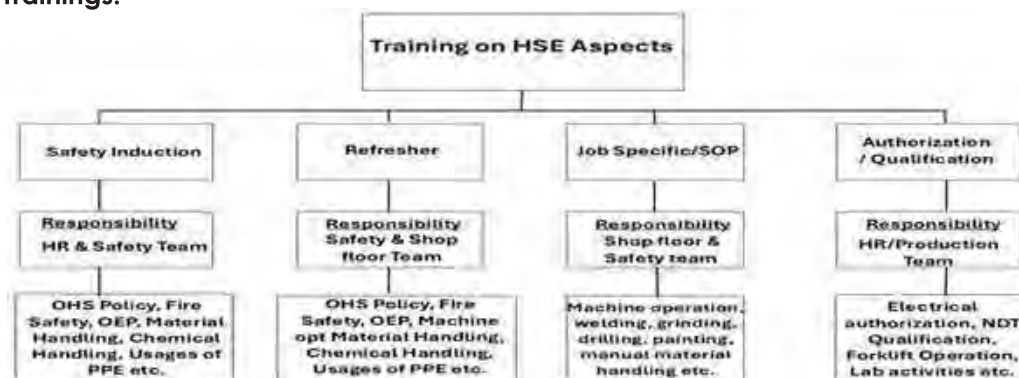 Trainings:
Training on HSE Aspects
Safety Induction
Refresher
Job Specific/SOP
Authorization
/ Qualification
Responsibility
HR & Safety Team
Responsibility
Safety & Shop
floor Team
Responsibility
Shop floor &
Safety team
Responsibility
HR/Production
Team
OHS Policy, Fire
Safety, OEP, Material
Handling, Chemical
Handling, Usages of
PPE etc.
OHS Policy, Fire
Safety, OEP, Machine
opt Material Handling,
Chemical Handling,
Usages of PPE etc.
Machine operation,
welding, grinding,
drilling, painting,
manual material
handling etc.
Electrical
authorization, NDT
Qualification,
Forklift Operation,
Lab activities etc.